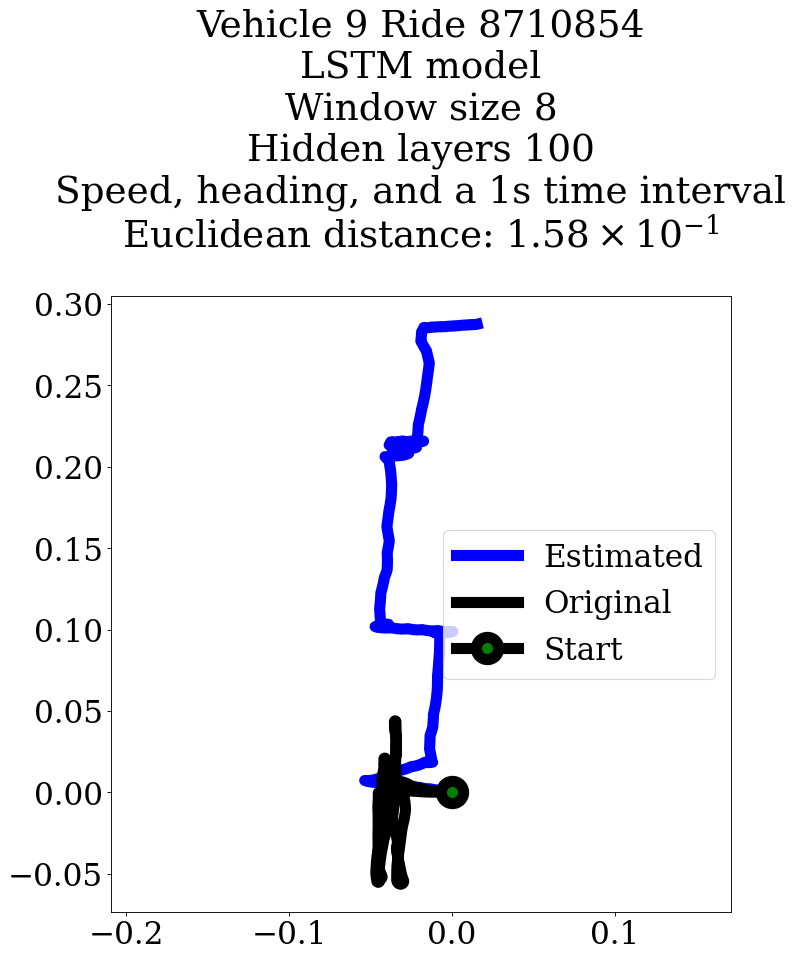 Vehicle 9 Ride 8710854
LSTM model
Window size 8
Hidden layers 100
Speed, heading, and a 1s time interval
Euclidean distance: 1.58 × 10⁻¹
0.30
0.25
0.20
0.15
0.10
0.05
0.00
−0.05
Estimated
Original
Start
−0.2
−0.1
0.0
0.1